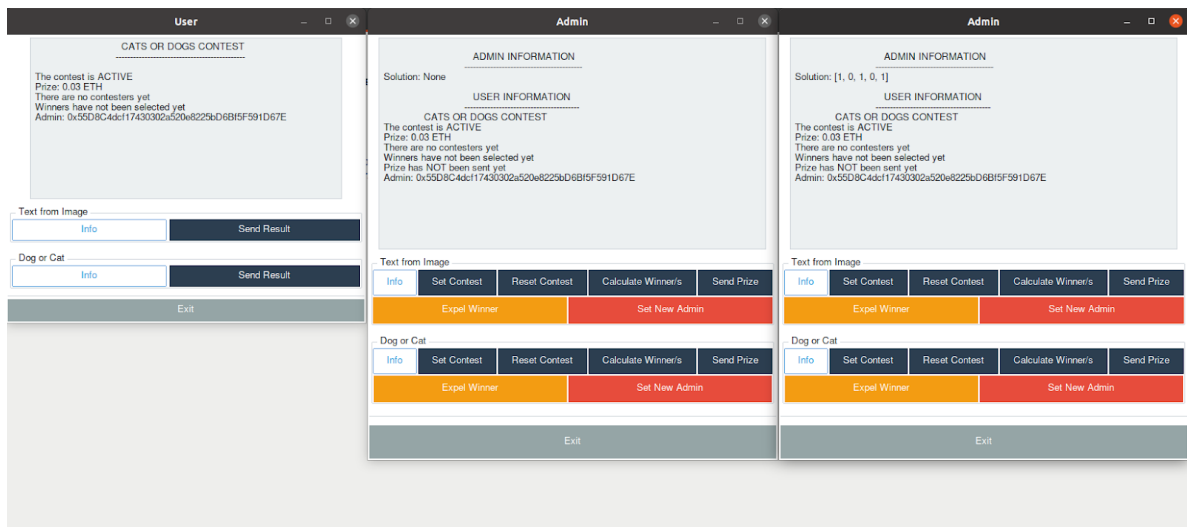 User
CATS OR DOGS CONTEST
--------------------------------------------
The contest is ACTIVE
Prize: 0.03 ETH
There are no contesters yet
Winners have not been selected yet
Admin: 0x55D8C4dcf17430302a520e8225bD6Bf5F591D67E
Text from Image
Info
Send Result
Dog or Cat
Info
Send Result
Exit
Admin
ADMIN INFORMATION
----------------------------------------
Solution: None
USER INFORMATION
----------------------------------------
CATS OR DOGS CONTEST
The contest is ACTIVE
Prize: 0.03 ETH
There are no contesters yet
Winners have not been selected yet
Prize has NOT been sent yet
Admin: 0x55D8C4dcf17430302a520e8225bD6Bf5F591D67E
Text from Image
Info
Set Contest
Reset Contest
Calculate Winner/s
Send Prize
Expel Winner
Set New Admin
Dog or Cat
Info
Set Contest
Reset Contest
Calculate Winner/s
Send Prize
Expel Winner
Set New Admin
Exit
Admin
ADMIN INFORMATION
----------------------------------------
Solution: [1, 0, 1, 0, 1]
USER INFORMATION
----------------------------------------
CATS OR DOGS CONTEST
The contest is ACTIVE
Prize: 0.03 ETH
There are no contesters yet
Winners have not been selected yet
Prize has NOT been sent yet
Admin: 0x55D8C4dcf17430302a520e8225bD6Bf5F591D67E
Text from Image
Info
Set Contest
Reset Contest
Calculate Winner/s
Send Prize
Expel Winner
Set New Admin
Dog or Cat
Info
Set Contest
Reset Contest
Calculate Winner/s
Send Prize
Expel Winner
Set New Admin
Exit